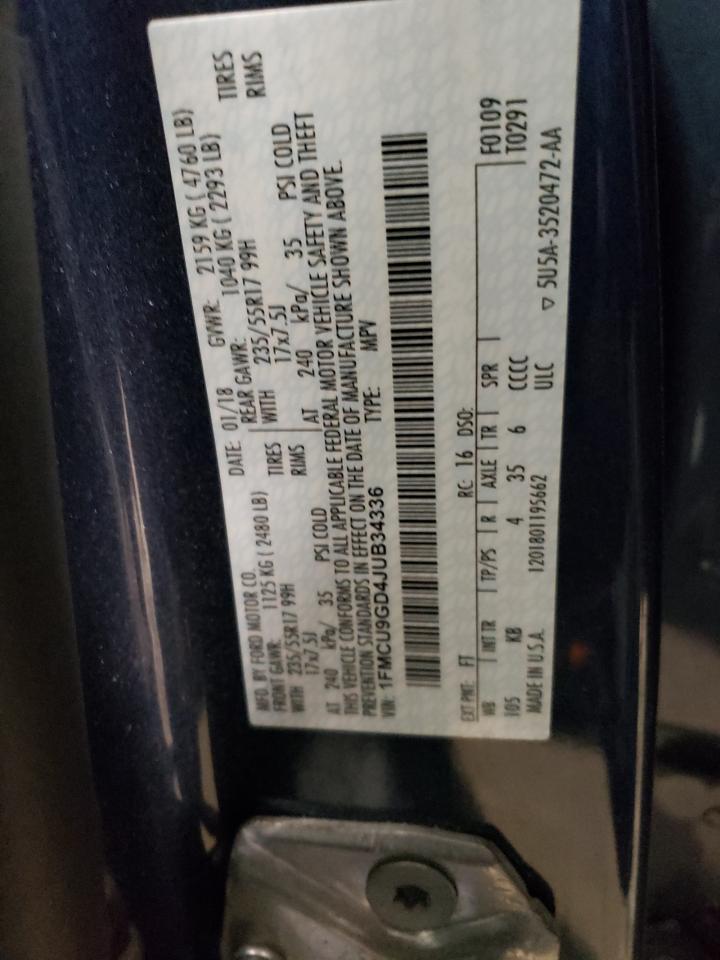 MFD. BY FORD MOTOR CO.
DATE: 01/18 GVWR: 2159 KG ( 4760 LB)
FRONT GAWR: 1125 KG ( 2480 LB)
REAR GAWR: 1040 KG ( 2293 LB)
WITH 235/55R17 99H TIRES
WITH 235/55R17 99H TIRES
17x7.5J RIMS
17x7.5J RIMS
AT 240 kPa/ 35 PSI COLD
AT 240 kPa/ 35 PSI COLD
THIS VEHICLE CONFORMS TO ALL APPLICABLE FEDERAL MOTOR VEHICLE SAFETY AND THEFT
PREVENTION STANDARDS IN EFFECT ON THE DATE OF MANUFACTURE SHOWN ABOVE.
VIN: 1FMCU9GD4JUB34336 TYPE: MPV
EXT PNT: FT RC: 16 DSO: F0109
WB INT TR TP/PS R AXLE TR SPR T0291
105 KB 4 35 6 CCCC
MADE IN U.S.A. 1201801195662 ULC ▽ 5U5A-3520472-AA